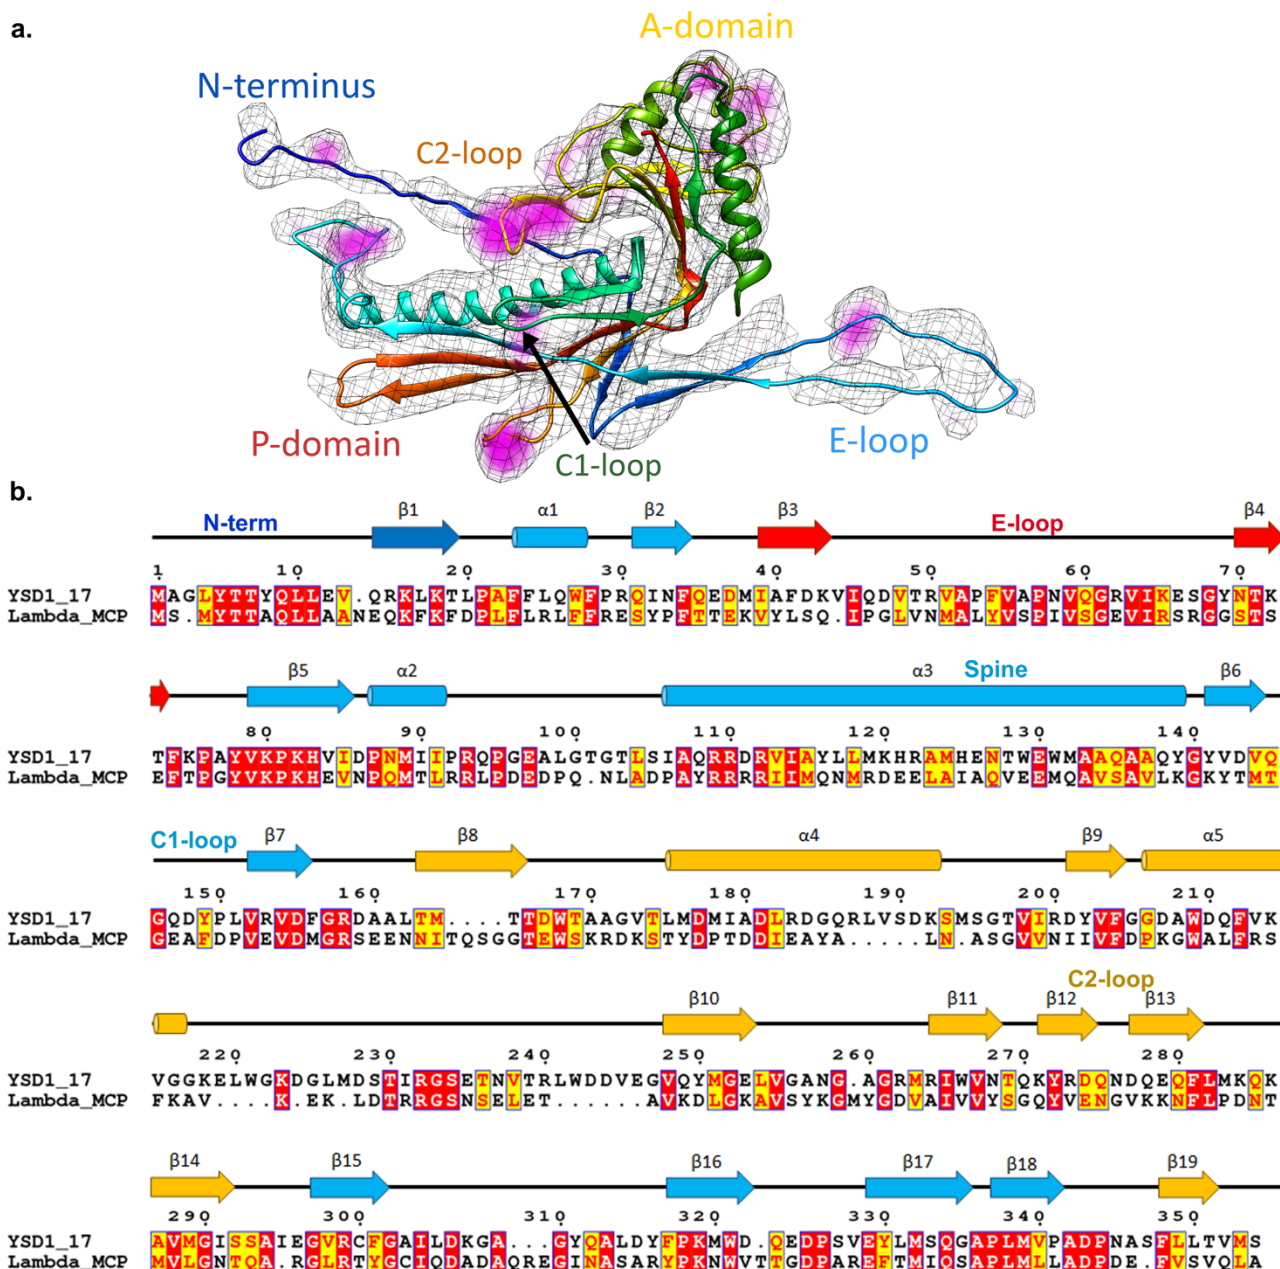 a.
A-domain
N-terminus
C2-loop
P-domain
C1-loop
E-loop
b.
N-term β1 α1 β2 β3 E-loop β4
1 10 20 30 40 50 60 70
YSD1_17 MAGLYTTYQLLEV.QRKLKTLPAFFLQWFPRQINFQEDMIAFDKVIQDVTRVAPFVAPNVQGRVIKESGYNTK
Lambda_MCP MS.MYTTAQLLAANEQKFKFDPLFLRLFFRESYPFTTEKVYLSQ.IPGLVNMALYVSPIVSGEVIRSRGGSTS
β5 α2 α3 Spine β6
80 90 100 110 120 130 140
YSD1_17 TFKPAYVKPKHVIDPNMIIPRQPGEALGTGTLSIAQRRDRVIAYLLMKHRAMHENTWEWMAAQAAQYGYVDVQ
Lambda_MCP EFTPGYVKPKHEVNPQMTLRRLPDEDPQ.NLADPAYRRRRIIMQNMRDEELAIAQVEEMQAVSAVLKGKYTMT
C1-loop β7 β8 α4 β9 α5
150 160 170 180 190 200 210
YSD1_17 GQDYPLVRVDFGRDAALTM....TTDWTAAGVTLMDMIADLRDGQRLVSDKSMSGTVIRDYVFGGDAWDQFVK
Lambda_MCP GEAFDPVEVDMGRSEENNITQSGGTEWSKRDKSTYDPTDDIEAYA.....LN.ASGVVNIIVFDPKGWALFRS
C2-loop
β10 β11 β12 β13
220 230 240 250 260 270 280
YSD1_17 VGGKELWGKDGLMDSTIRGSETNVTRLWDDVEGVQYMGELVGANG.AGRMRIWVNTQKYRDQNDQEQFLMKQK
Lambda_MCP FKAV....K.EK.LDTRRGSNSELET......AVKDLGKAVSYKGMYGDVAIVVYSGQYVENGVKKNFLPDNT
β14 β15 β16 β17 β18 β19
290 300 310 320 330 340 350
YSD1_17 AVMGISSAIEGVRCFGAILDKGA...GYQALDYFPKMWD.QEDPSVEYLMSQGAPLMVPADPNASFLLTVMS
Lambda_MCP MVLGNTQA.RGLRTYGCIQDADAQREGINASARYPKNWVTTGDPAREFTMIQSAPLMLLADPDE.FVSVQLA